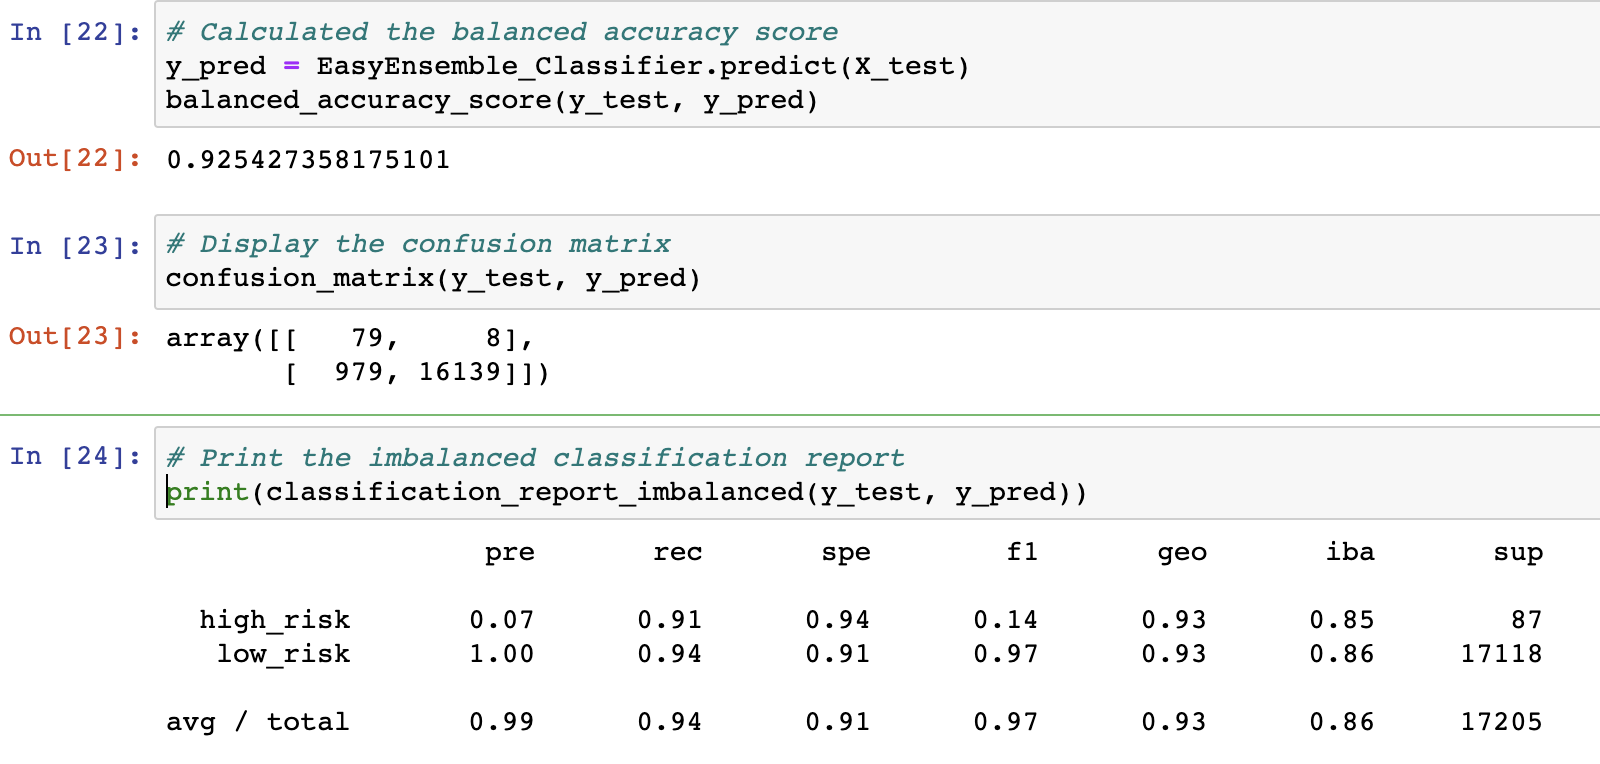 In [22]: # Calculated the balanced accuracy score
y_pred = EasyEnsemble_Classifier.predict(X_test)
balanced_accuracy_score(y_test, y_pred)
Out[22]: 0.925427358175101
In [23]: # Display the confusion matrix
confusion_matrix(y_test, y_pred)
Out[23]: array([[   79,     8],
       [  979, 16139]])
In [24]: # Print the imbalanced classification report
print(classification_report_imbalanced(y_test, y_pred))
pre rec spe f1 geo iba sup
high_risk 0.07 0.91 0.94 0.14 0.93 0.85 87
low_risk 1.00 0.94 0.91 0.97 0.93 0.86 17118
avg / total 0.99 0.94 0.91 0.97 0.93 0.86 17205